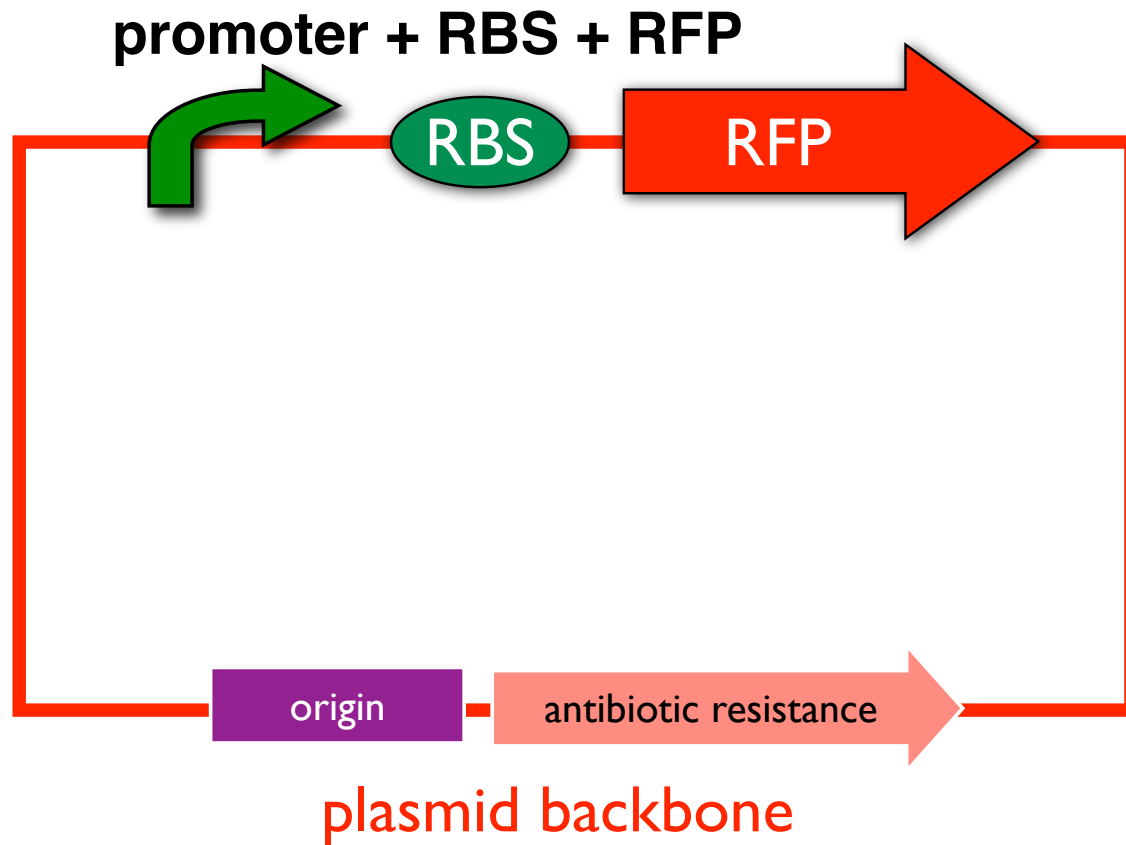 promoter + RBS + RFP
RBS
RFP
origin
antibiotic resistance
plasmid backbone